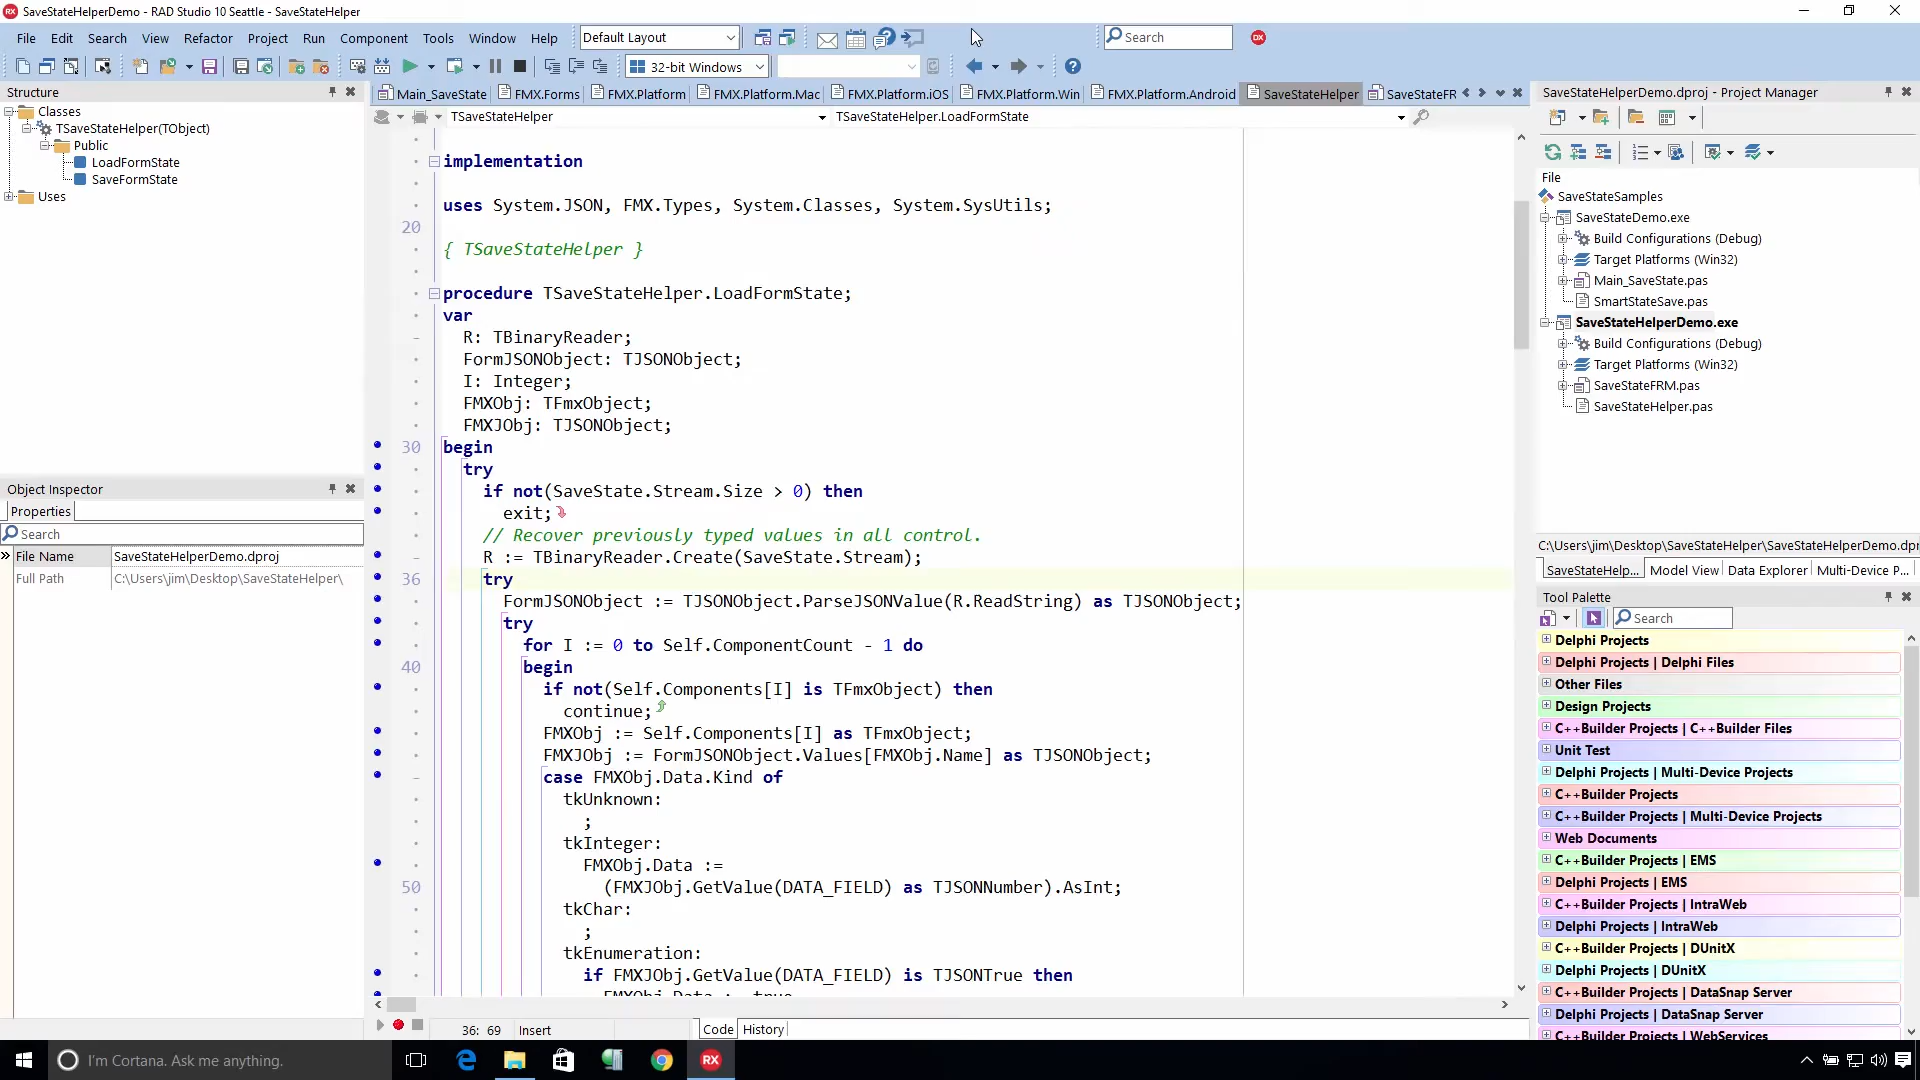 SaveStateHelperDemo - RAD Studio 10 Seattle - SaveStateHelper
File Edit Search View Refactor Project Run Component Tools Window Help
Default Layout
Search
32-bit Windows
Structure
Classes
TSaveStateHelper(TObject)
Public
LoadFormState
SaveFormState
Uses
Object Inspector
Properties
Search
File Name SaveStateHelperDemo.dproj
Full Path C:\Users\jim\Desktop\SaveStateHelper\
Main_SaveState FMX.Forms FMX.Platform FMX.Platform.Mac FMX.Platform.iOS FMX.Platform.Win FMX.Platform.Android SaveStateHelper SaveStateFR
TSaveStateHelper TSaveStateHelper.LoadFormState
implementation
uses System.JSON, FMX.Types, System.Classes, System.SysUtils;
20
{ TSaveStateHelper }
procedure TSaveStateHelper.LoadFormState;
var
R: TBinaryReader;
FormJSONObject: TJSONObject;
I: Integer;
FMXObj: TFmxObject;
FMXJObj: TJSONObject;
30 begin
try
if not(SaveState.Stream.Size > 0) then
exit;
// Recover previously typed values in all control.
R := TBinaryReader.Create(SaveState.Stream);
36 try
FormJSONObject := TJSONObject.ParseJSONValue(R.ReadString) as TJSONObject;
try
for I := 0 to Self.ComponentCount - 1 do
40 begin
if not(Self.Components[I] is TFmxObject) then
continue;
FMXObj := Self.Components[I] as TFmxObject;
FMXJObj := FormJSONObject.Values[FMXObj.Name] as TJSONObject;
case FMXObj.Data.Kind of
tkUnknown:
;
tkInteger:
FMXObj.Data :=
50 (FMXJObj.GetValue(DATA_FIELD) as TJSONNumber).AsInt;
tkChar:
;
tkEnumeration:
if FMXJObj.GetValue(DATA_FIELD) is TJSONTrue then
FMXObj.Data := true
36: 69 Insert
Code History
SaveStateHelperDemo.dproj - Project Manager
File
SaveStateSamples
SaveStateDemo.exe
Build Configurations (Debug)
Target Platforms (Win32)
Main_SaveState.pas
SmartStateSave.pas
SaveStateHelperDemo.exe
Build Configurations (Debug)
Target Platforms (Win32)
SaveStateFRM.pas
SaveStateHelper.pas
C:\Users\jim\Desktop\SaveStateHelper\SaveStateHelperDemo.dpr
SaveStateHelp... Model View Data Explorer Multi-Device P...
Tool Palette
Search
Delphi Projects
Delphi Projects | Delphi Files
Other Files
Design Projects
C++Builder Projects | C++Builder Files
Unit Test
Delphi Projects | Multi-Device Projects
C++Builder Projects
C++Builder Projects | Multi-Device Projects
Web Documents
C++Builder Projects | EMS
Delphi Projects | EMS
C++Builder Projects | IntraWeb
Delphi Projects | IntraWeb
C++Builder Projects | DUnitX
Delphi Projects | DUnitX
C++Builder Projects | DataSnap Server
Delphi Projects | DataSnap Server
C++Builder Projects | WebServices
I'm Cortana. Ask me anything.
RX